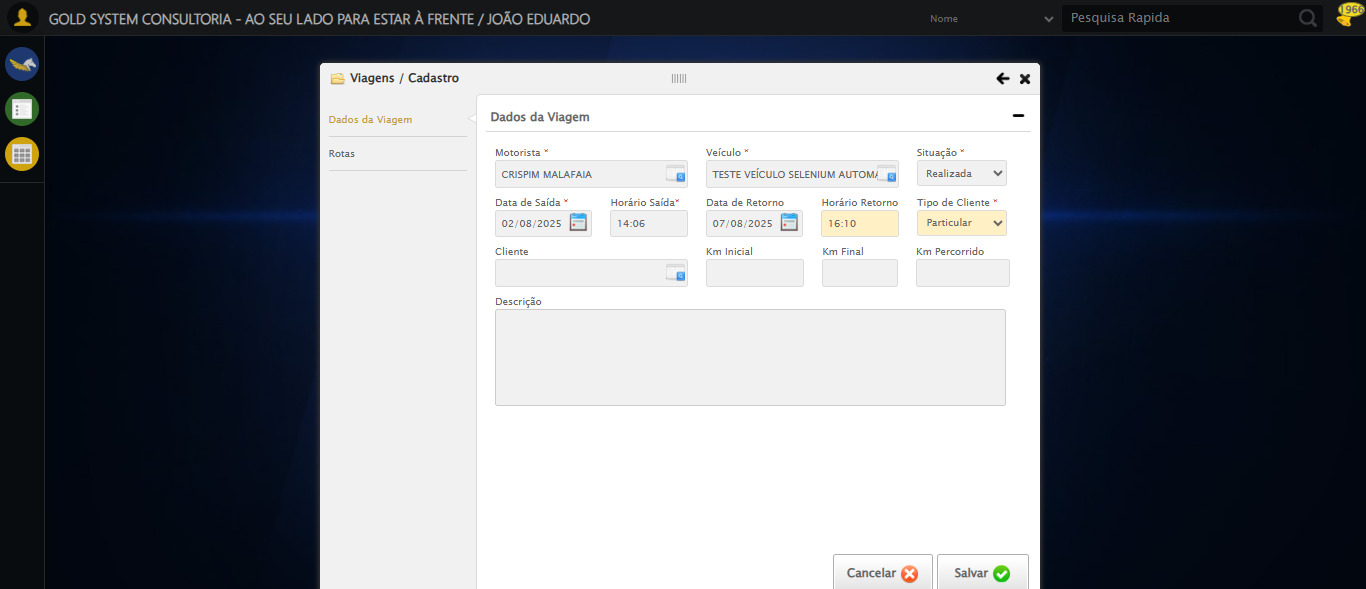 GOLD SYSTEM CONSULTORIA - AO SEU LADO PARA ESTAR À FRENTE / JOÃO EDUARDO
Nome
Pesquisa Rapida
1966
Viagens / Cadastro
Dados da Viagem
Rotas
Dados da Viagem
Motorista *
Veículo *
Situação *
CRISPIM MALAFAIA
TESTE VEÍCULO SELENIUM
Realizada
Data de Saída *
Horário Saída*
Data de Retorno
Horário Retorno
Tipo de Cliente *
02/08/2025
14:06
07/08/2025
16:10
Particular
Cliente
Km Inicial
Km Final
Km Percorrido
Descrição
Cancelar
Salvar